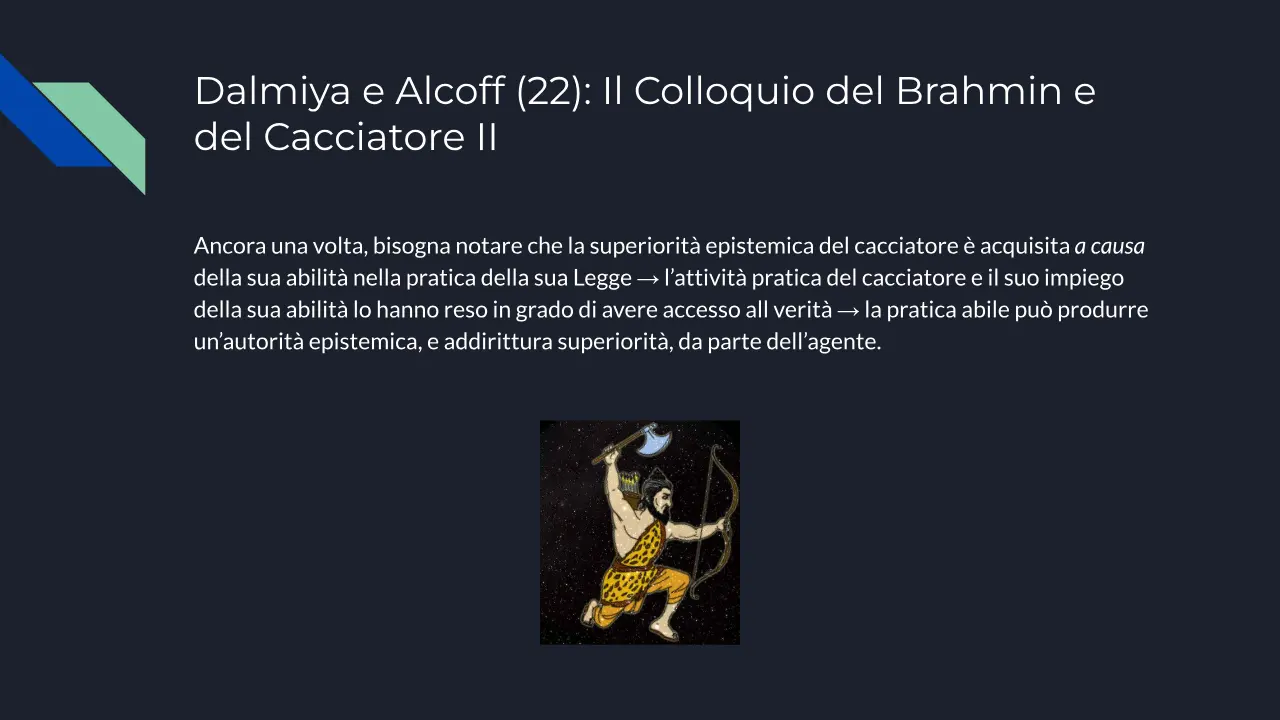 Dalmiya e Alcoff (22): Il Colloquio del Brahmin e
del Cacciatore II
Ancora una volta, bisogna notare che la superiorità epistemica del cacciatore è acquisita a causa
della sua abilità nella pratica della sua Legge → l’attività pratica del cacciatore e il suo impiego
della sua abilità lo hanno reso in grado di avere accesso all verità → la pratica abile può produrre
un’autorità epistemica, e addirittura superiorità, da parte dell’agente.